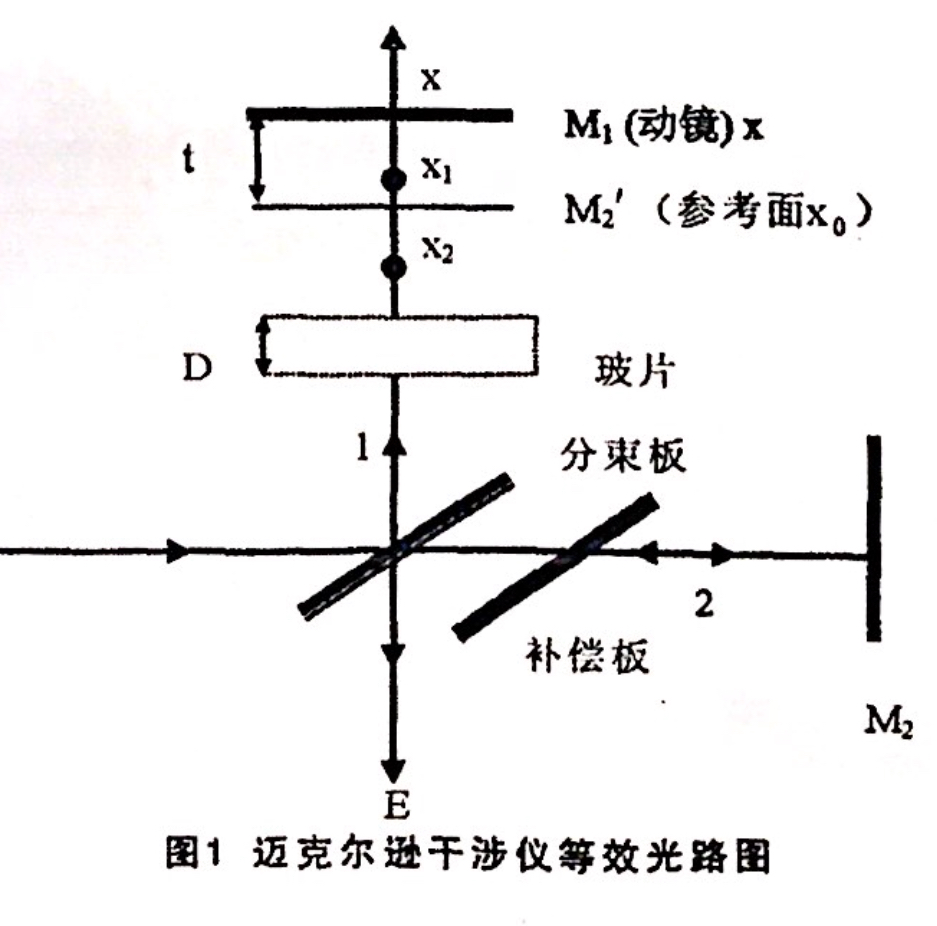 x
M₁ (动镜) x
t
x₁
M₂′ (参考面x₀)
x₂
D
玻片
1
分束板
2
补偿板
M₂
E
图1 迈克尔逊干涉仪等效光路图